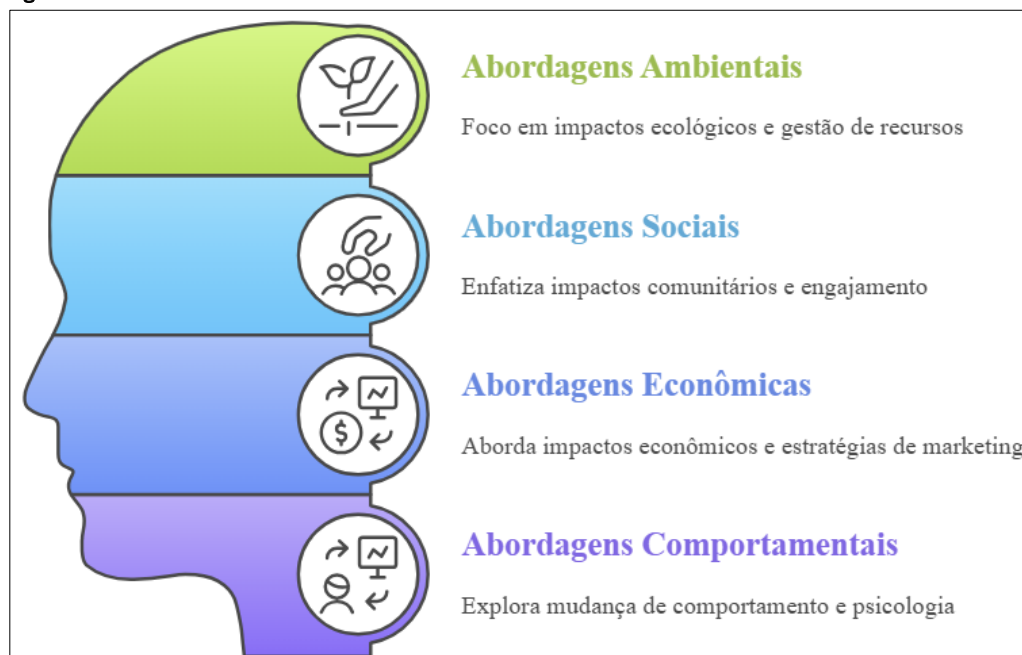 Abordagens Ambientais
Foco em impactos ecológicos e gestão de recursos
Abordagens Sociais
Enfatiza impactos comunitários e engajamento
Abordagens Econômicas
Aborda impactos econômicos e estratégias de marketing
$
Abordagens Comportamentais
Explora mudança de comportamento e psicologia